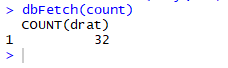 > dbFetch(count)
  COUNT(drat)
1          32
>